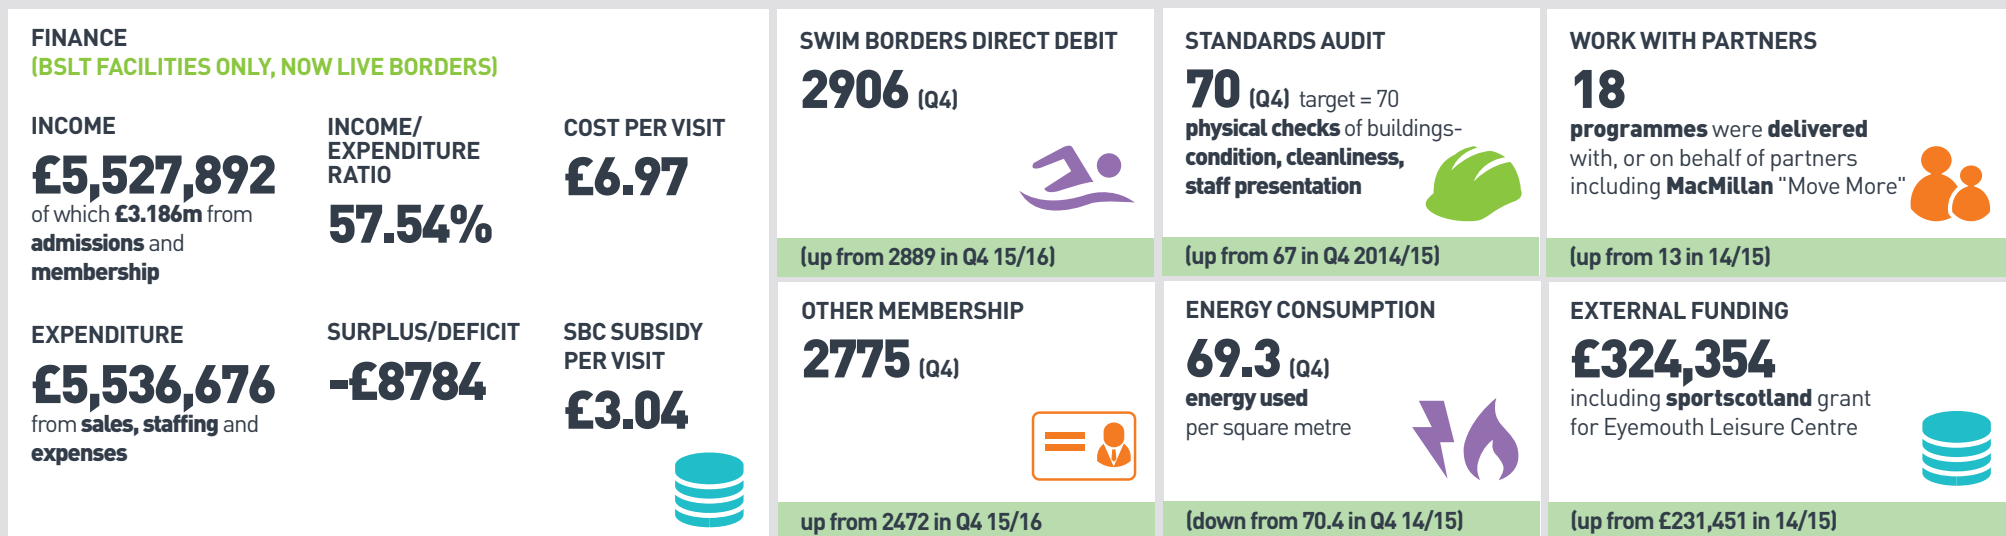 FINANCE
(BSLT FACILITIES ONLY, NOW LIVE BORDERS)
INCOME
£5,527,892
of which £3.186m from
admissions and
membership
INCOME/
EXPENDITURE
RATIO
57.54%
COST PER VISIT
£6.97
EXPENDITURE
£5,536,676
from sales, staffing and
expenses
SURPLUS/DEFICIT
-£8784
SBC SUBSIDY
PER VISIT
£3.04
SWIM BORDERS DIRECT DEBIT
2906 (Q4)
(up from 2889 in Q4 15/16)
STANDARDS AUDIT
70 (Q4) target = 70
physical checks of buildings-
condition, cleanliness,
staff presentation
(up from 67 in Q4 2014/15)
WORK WITH PARTNERS
18
programmes were delivered
with, or on behalf of partners
including MacMillan "Move More"
(up from 13 in 14/15)
OTHER MEMBERSHIP
2775 (Q4)
up from 2472 in Q4 15/16
ENERGY CONSUMPTION
69.3 (Q4)
energy used
per square metre
(down from 70.4 in Q4 14/15)
EXTERNAL FUNDING
£324,354
including sportscotland grant
for Eyemouth Leisure Centre
(up from £231,451 in 14/15)